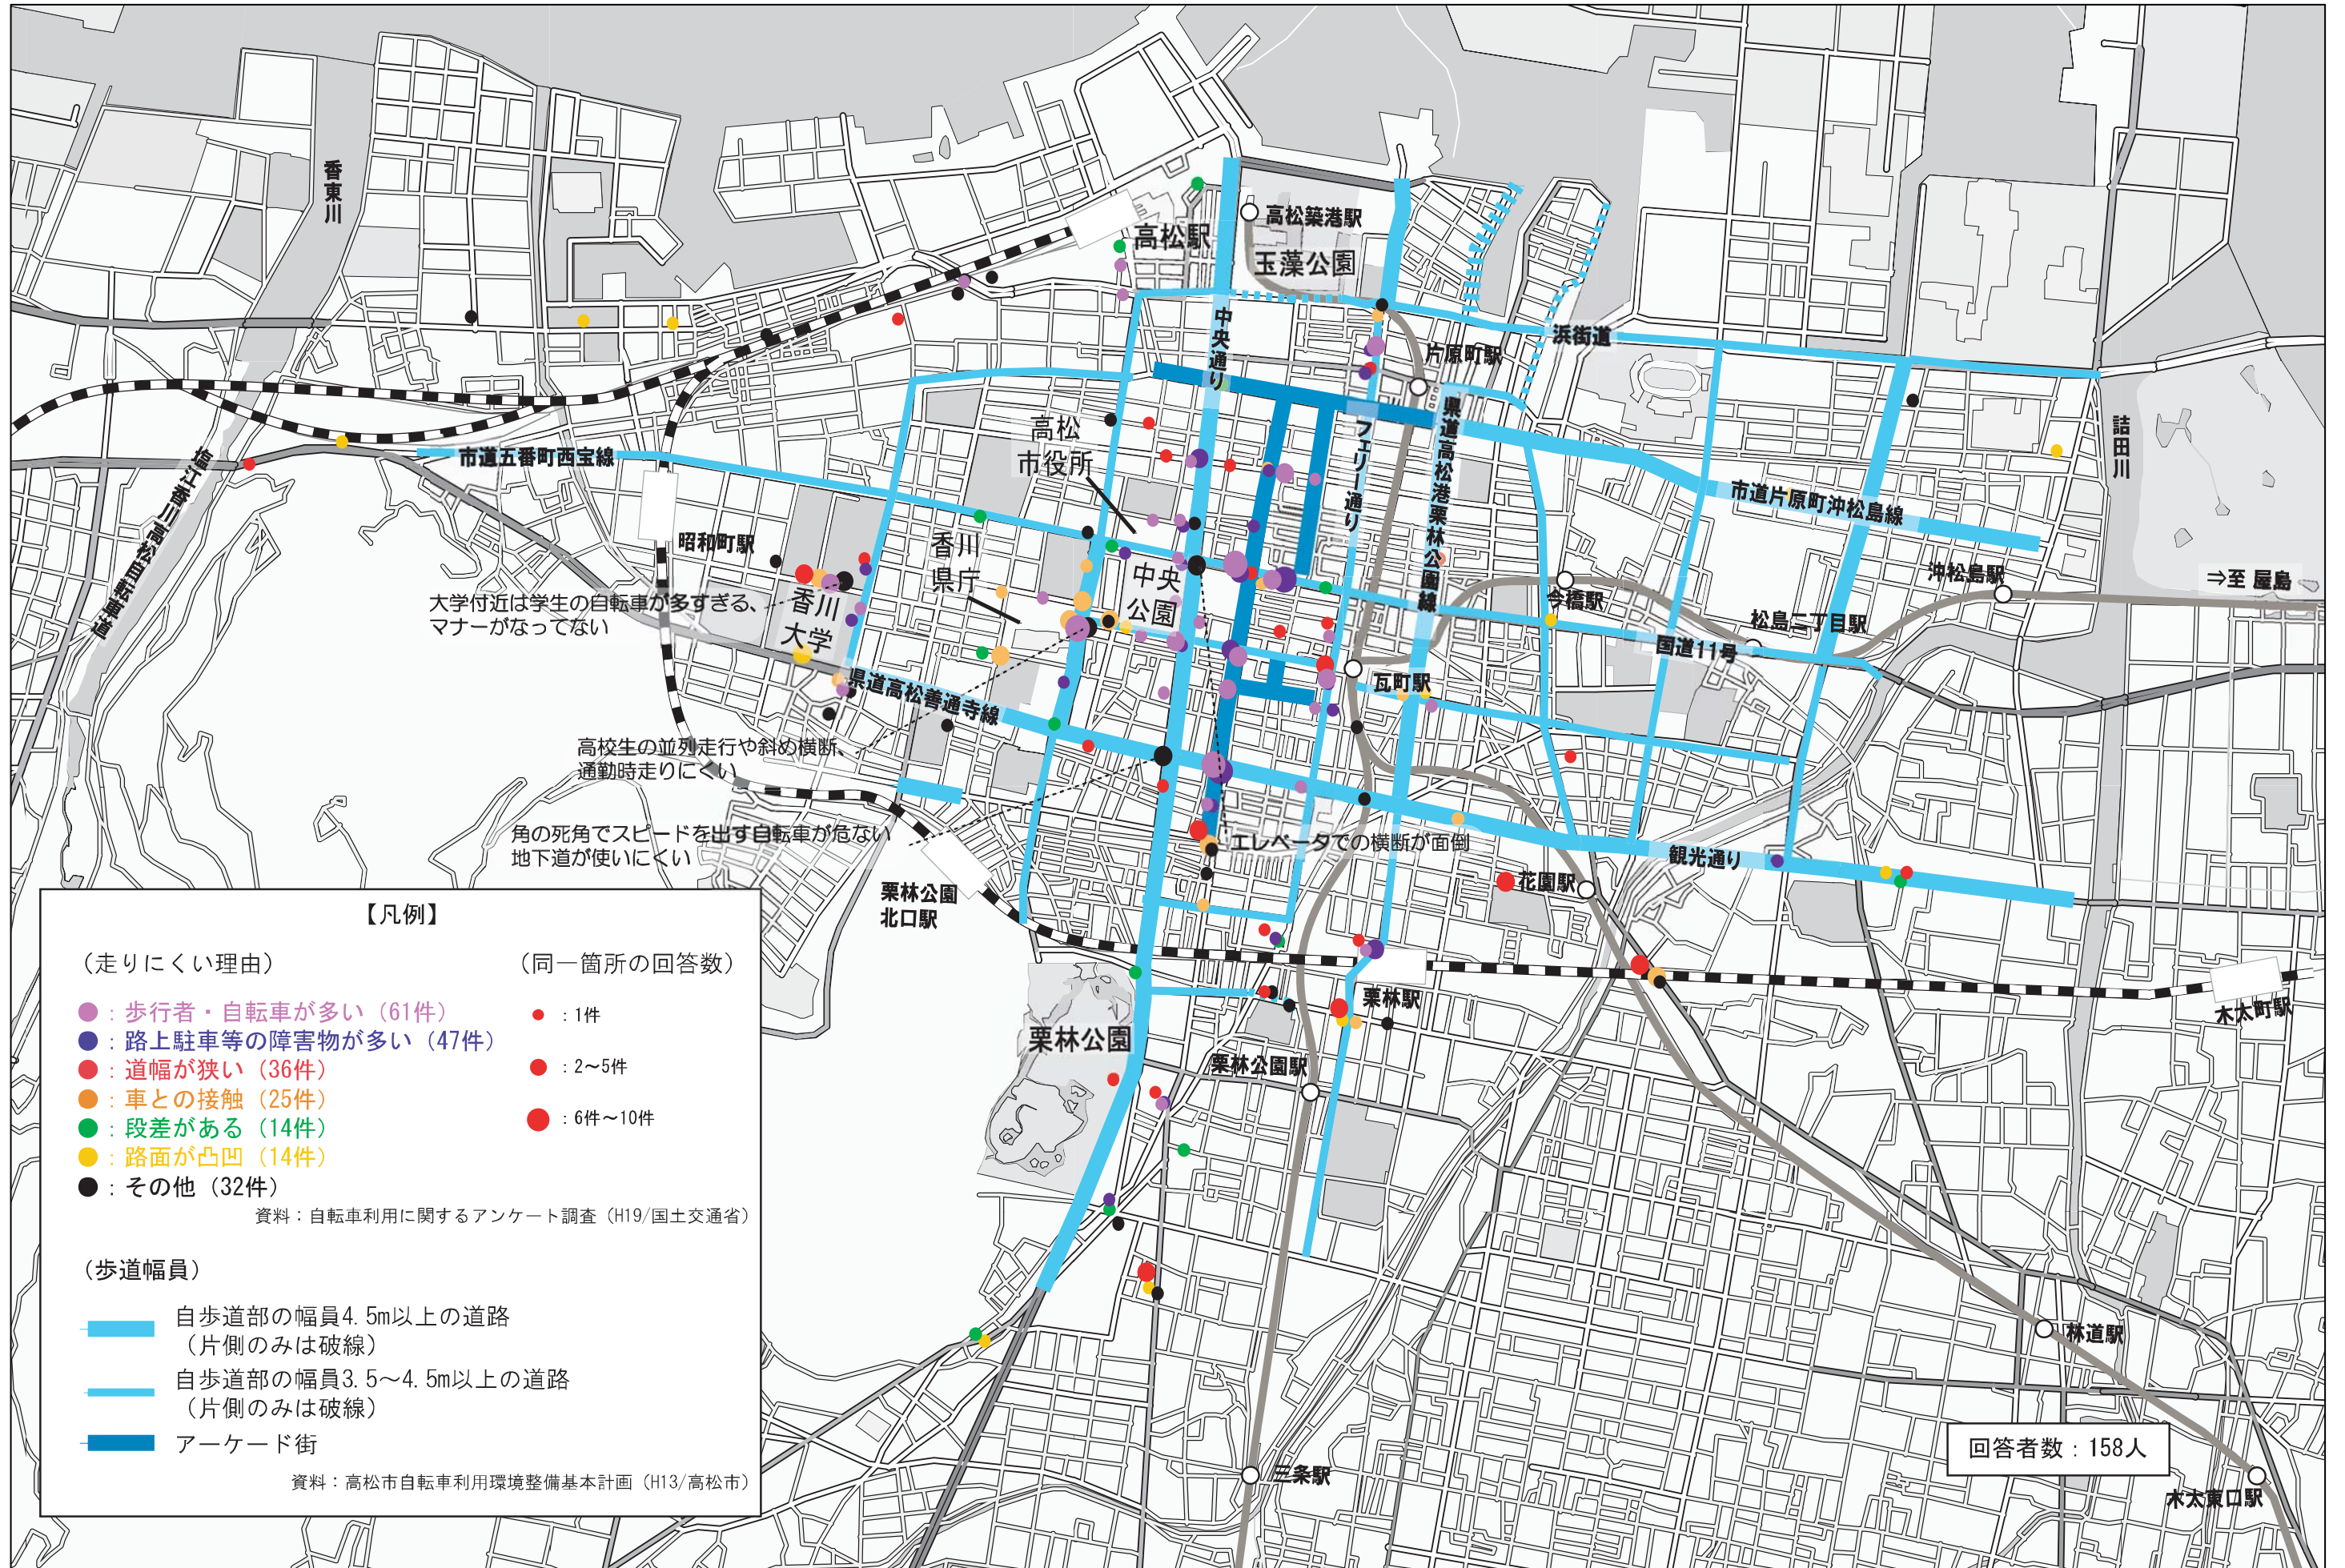 香東川
高松築港駅
高松駅
玉藻公園
中央通り
浜街道
片原町駅
県道高松港栗林公園線
フェリー通り
詰田川
高松
市役所
市道五番町西宝線
塩江香川高松自転車道
市道片原町沖松島線
昭和町駅
香川
県庁
中央
公園
沖松島駅
⇒至 屋島
今橋駅
松島二丁目駅
国道11号
大学付近は学生の自転車が多すぎる、
マナーがなってない
香川
大学
瓦町駅
県道高松善通寺線
高校生の並列走行や斜め横断、
通勤時走りにくい
角の死角でスピードを出す自転車が危ない
地下道が使いにくい
エレベータでの横断が面倒
観光通り
花園駅
栗林公園
北口駅
栗林駅
木太町駅
栗林公園
栗林公園駅
林道駅
三条駅
木太東口駅
【凡例】
（走りにくい理由）
（同一箇所の回答数）
：歩行者・自転車が多い（61件）
：路上駐車等の障害物が多い（47件）
：道幅が狭い（36件）
：車との接触（25件）
：段差がある（14件）
：路面が凸凹（14件）
：その他（32件）
：1件
：2～5件
：6件～10件
資料：自転車利用に関するアンケート調査（H19/国土交通省）
（歩道幅員）
自歩道部の幅員4.5m以上の道路
（片側のみは破線）
自歩道部の幅員3.5～4.5m以上の道路
（片側のみは破線）
アーケード街
資料：高松市自転車利用環境整備基本計画（H13/高松市）
回答者数：158人